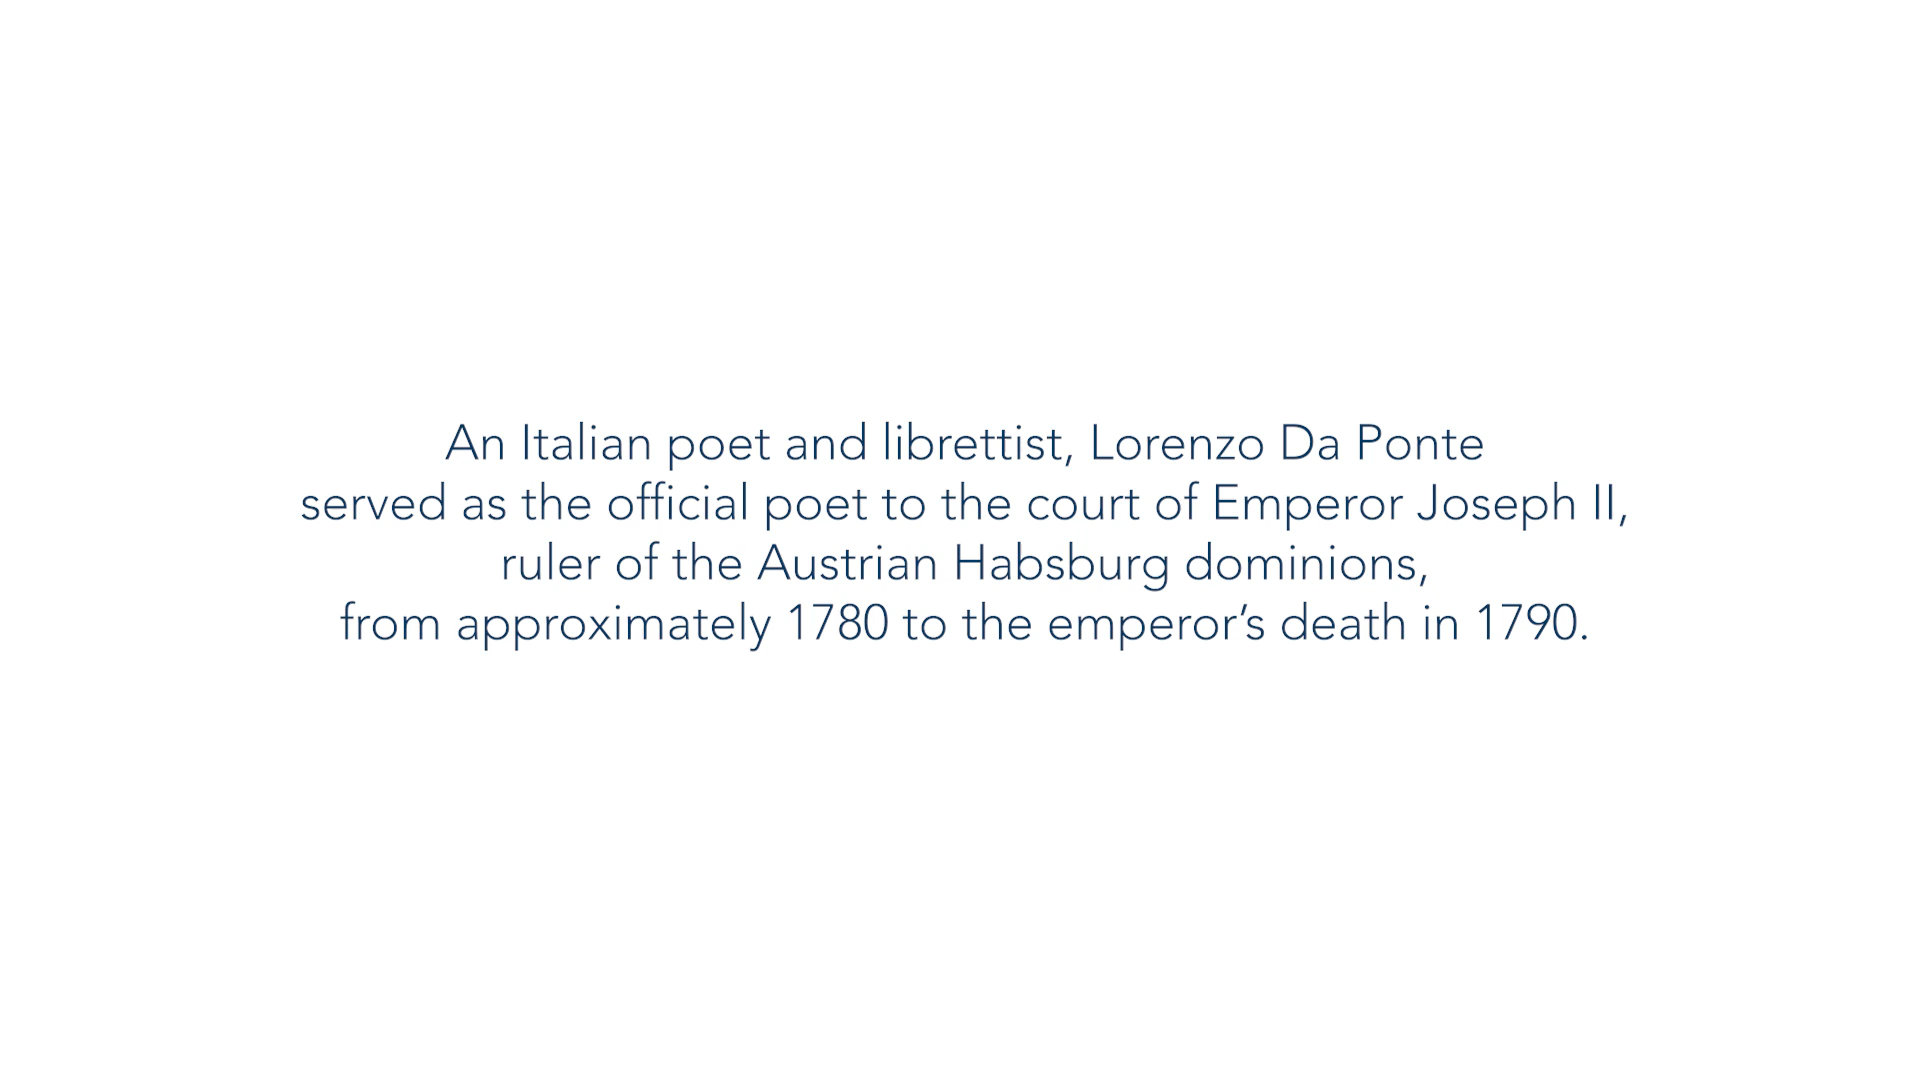 An Italian poet and librettist, Lorenzo Da Ponte
served as the official poet to the court of Emperor Joseph II,
ruler of the Austrian Habsburg dominions,
from approximately 1780 to the emperor’s death in 1790.